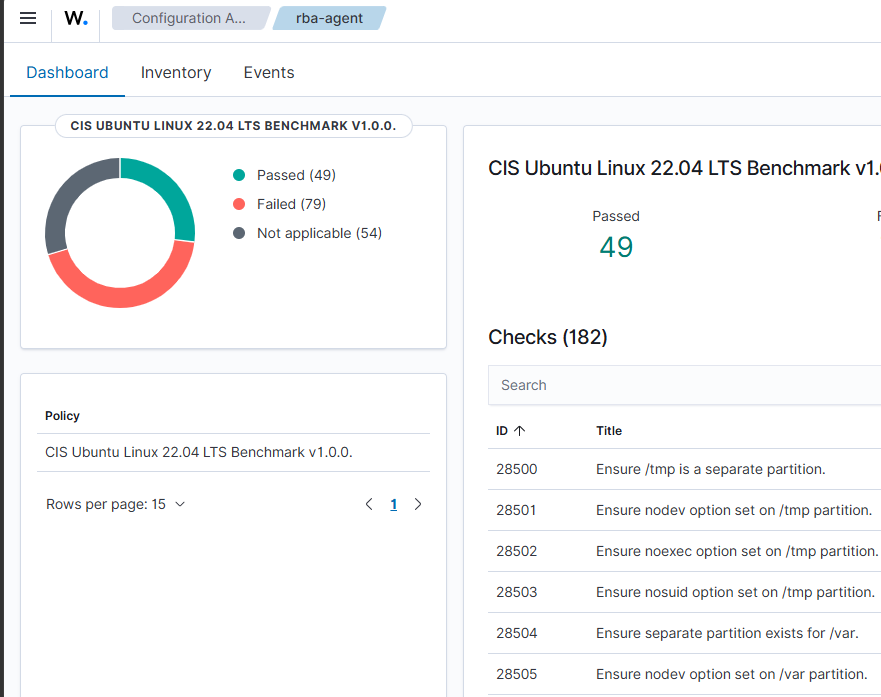 W.
Configuration A...
rba-agent
Dashboard
Inventory
Events
CIS UBUNTU LINUX 22.04 LTS BENCHMARK V1.0.0.
Passed (49)
Failed (79)
Not applicable (54)
Policy
CIS Ubuntu Linux 22.04 LTS Benchmark v1.0.0.
Rows per page: 15
1
CIS Ubuntu Linux 22.04 LTS Benchmark v1.
Passed
49
Checks (182)
Search
ID
Title
28500 Ensure /tmp is a separate partition.
28501 Ensure nodev option set on /tmp partition.
28502 Ensure noexec option set on /tmp partition.
28503 Ensure nosuid option set on /tmp partition.
28504 Ensure separate partition exists for /var.
28505 Ensure nodev option set on /var partition.